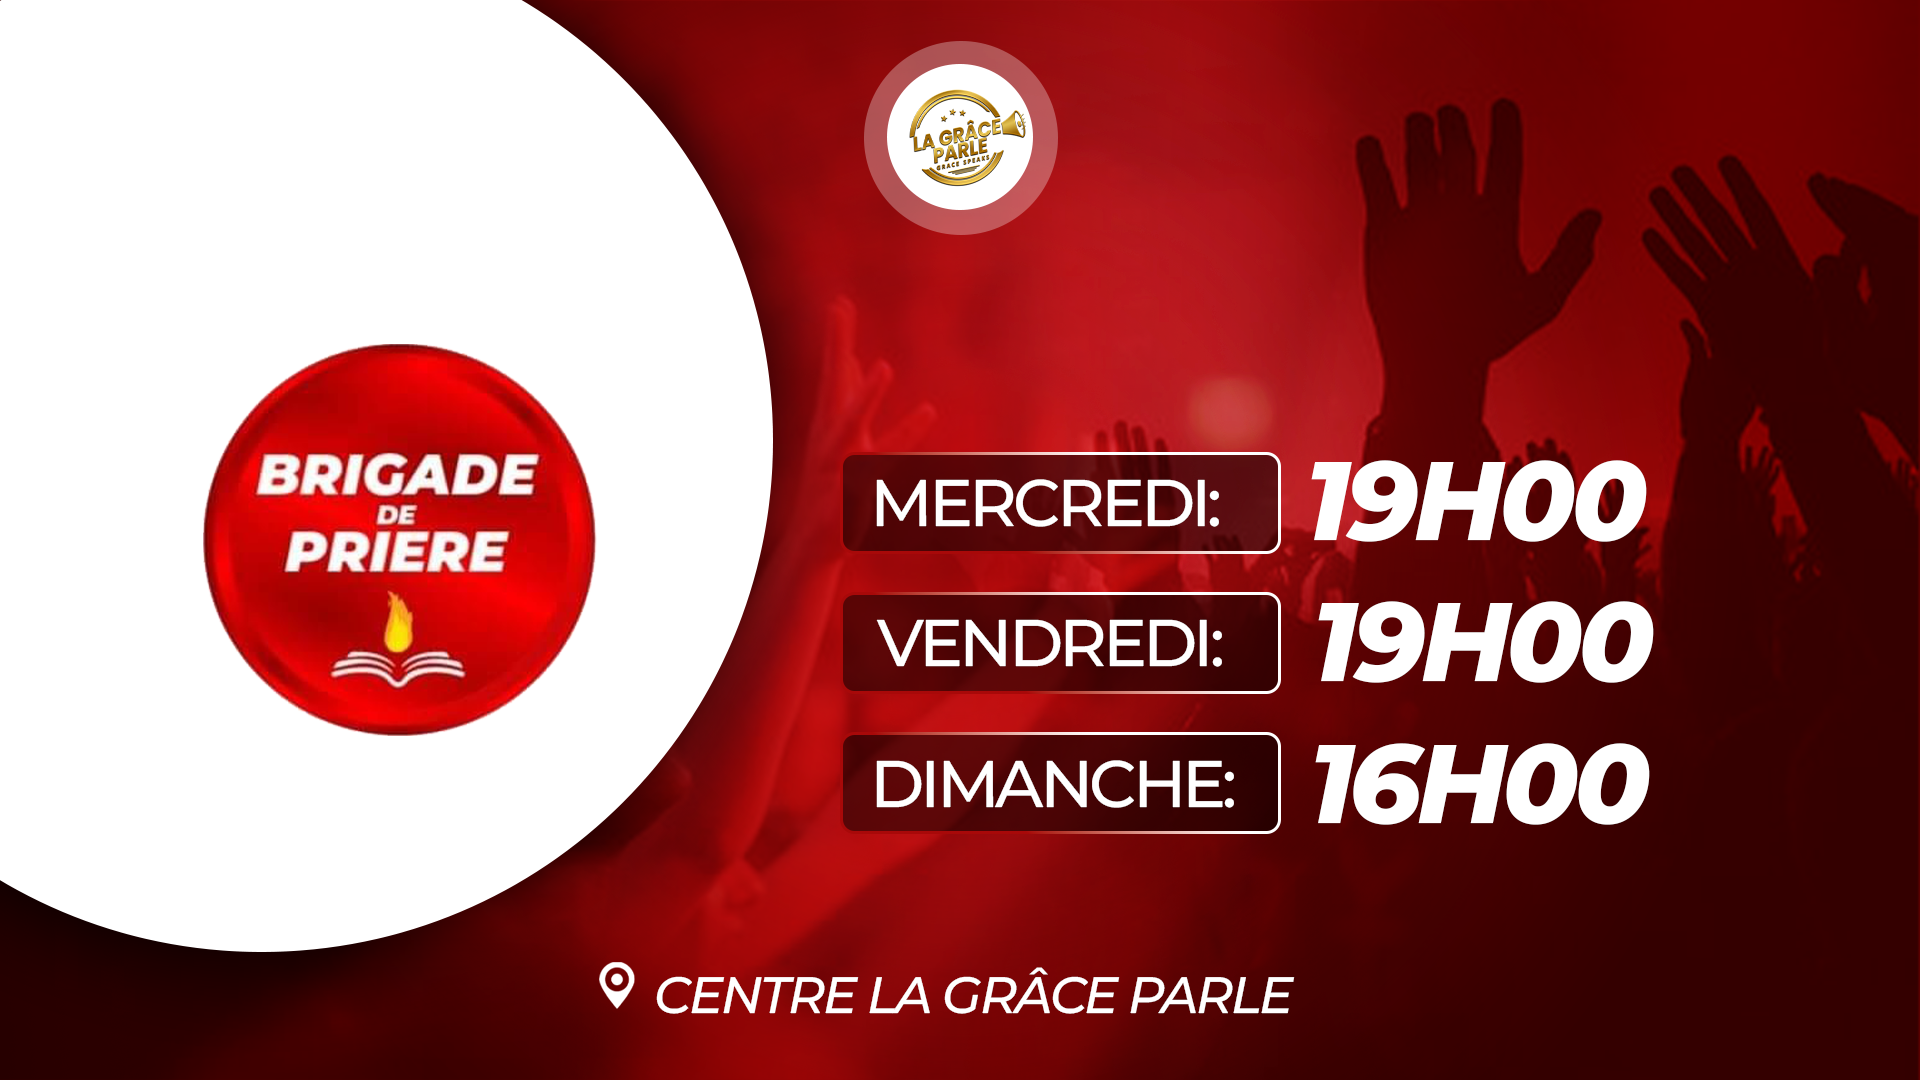 LA GRÂCE
PARLE
GRACE SPEAKS
BRIGADE
DE
PRIERE
MERCREDI: 19H00
VENDREDI: 19H00
DIMANCHE: 16H00
CENTRE LA GRÂCE PARLE